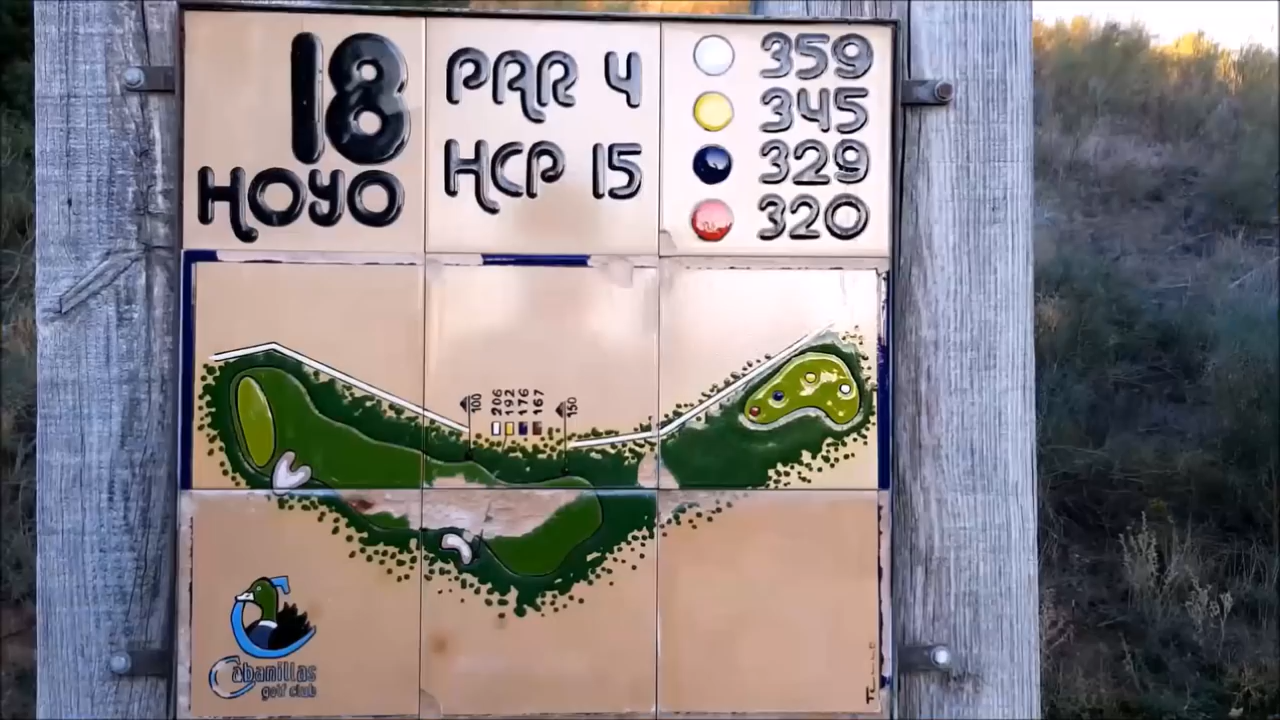 18
HOYO
PAR 4
HCP 15
359
345
329
320
100
206
192
176
167
150
Cabanillas
golf club